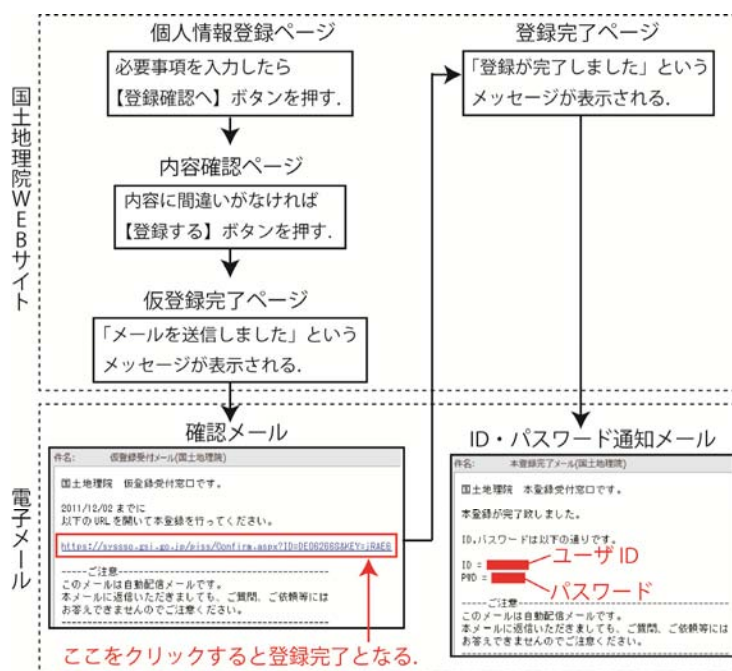 国土地理院WEBサイト
個人情報登録ページ
必要事項を入力したら
【登録確認へ】ボタンを押す.
内容確認ページ
内容に間違いがなければ
【登録する】ボタンを押す.
仮登録完了ページ
「メールを送信しました」という
メッセージが表示される.
登録完了ページ
「登録が完了しました」という
メッセージが表示される.
電子メール
確認メール
件名: 仮登録受付メール(国土地理院)
国土地理院 仮登録受付窓口です。
2011/12/02 までに
以下の URL を開いて本登録を行ってください。
https://sysso.gsi.go.jp/piss/Confirm.aspx?ID=DE06266S&KEY=jRAE6
-----ご注意-----
このメールは自動配信メールです。
本メールに返信いただきましても、ご質問、ご依頼等には
お答えできませんのでご注意ください。
ここをクリックすると登録完了となる.
ID・パスワード通知メール
件名: 本登録完了メール(国土地理院)
国土地理院 本登録受付窓口です。
本登録が完了致しました。
ID,パスワードは以下の通りです。
ID = ユーザ ID
PWD = パスワード
-----ご注意-----
このメールは自動配信メールです。
本メールに返信いただきましても、ご質問、ご依頼等には
お答えできませんのでご注意ください。